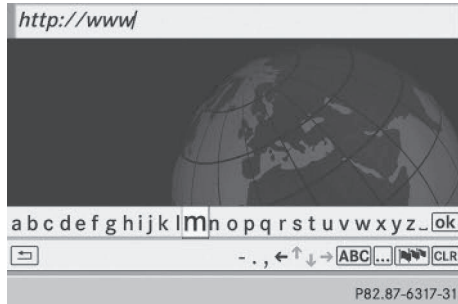 http://www
a b c d e f g h i j k l m n o p q r s t u v w x y z _ ok
- . , ← ↑ ↓ → ABC ... CLR
P82.87-6317-31